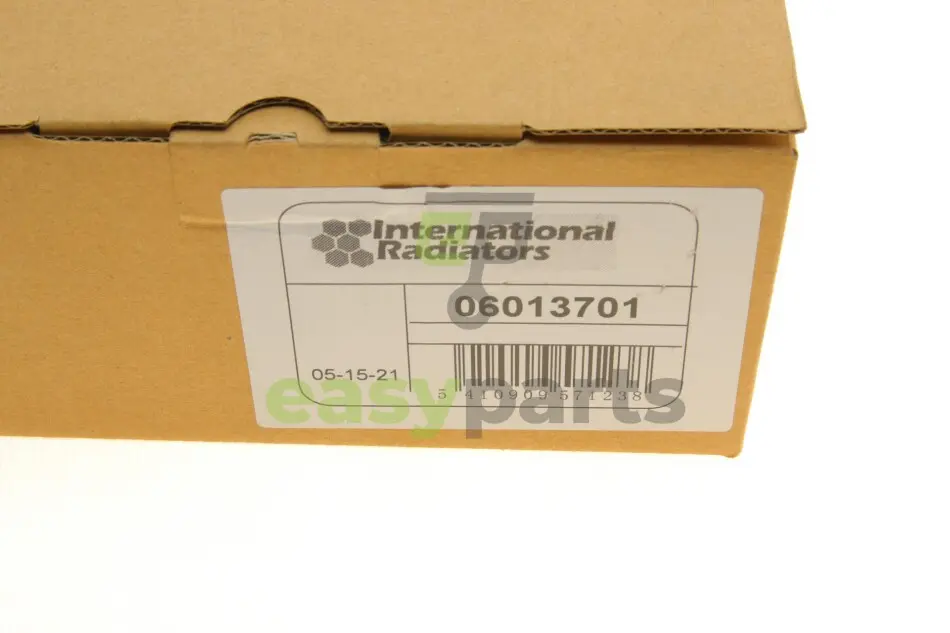 International
Radiators
06013701
05-15-21
5 410909 571238
easyparts